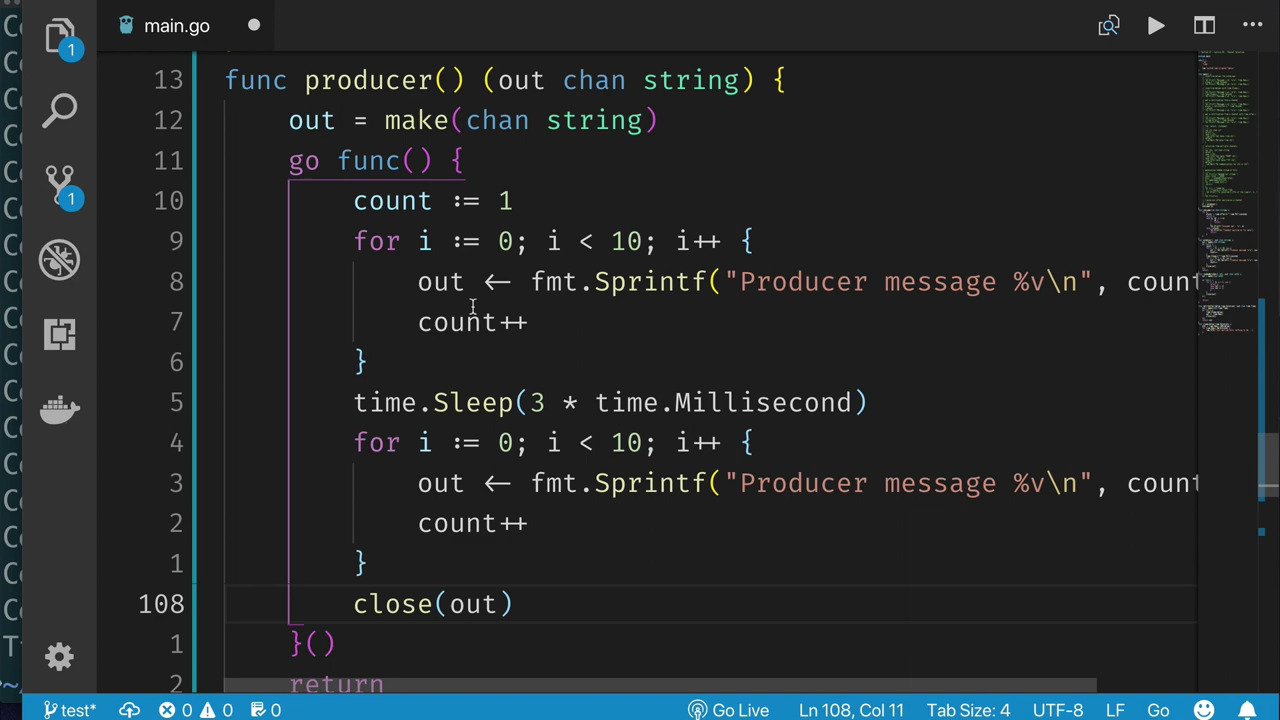 main.go
13 func producer() (out chan string) {
12 out = make(chan string)
11 go func() {
10 count := 1
9 for i := 0; i < 10; i++ {
8 out <- fmt.Sprintf("Producer message %v\n", count
7 count++
6 }
5 time.Sleep(3 * time.Millisecond)
4 for i := 0; i < 10; i++ {
3 out <- fmt.Sprintf("Producer message %v\n", count
2 count++
1 }
108 close(out)
1 }()
2 return
1
1
test* 0 0 0 Go Live Ln 108, Col 11 Tab Size: 4 UTF-8 LF Go